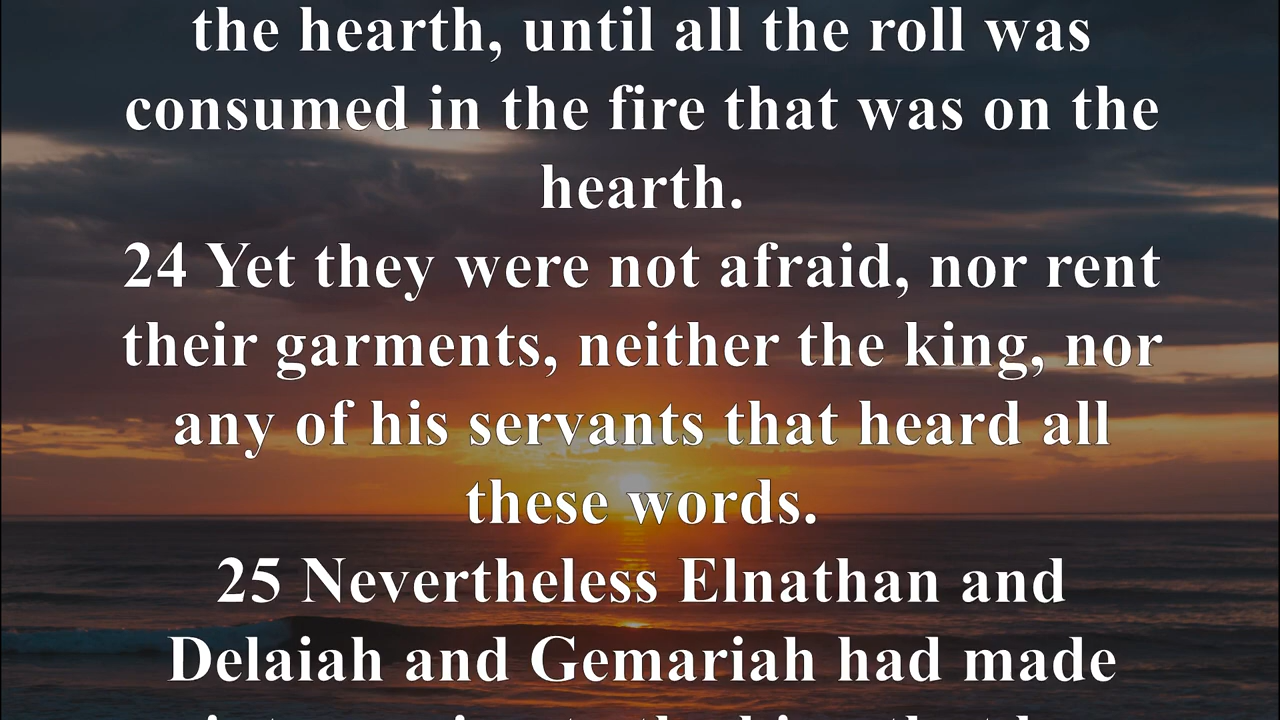 the hearth, until all the roll was
consumed in the fire that was on the
hearth.
24 Yet they were not afraid, nor rent
their garments, neither the king, nor
any of his servants that heard all
these words.
25 Nevertheless Elnathan and
Delaiah and Gemariah had made